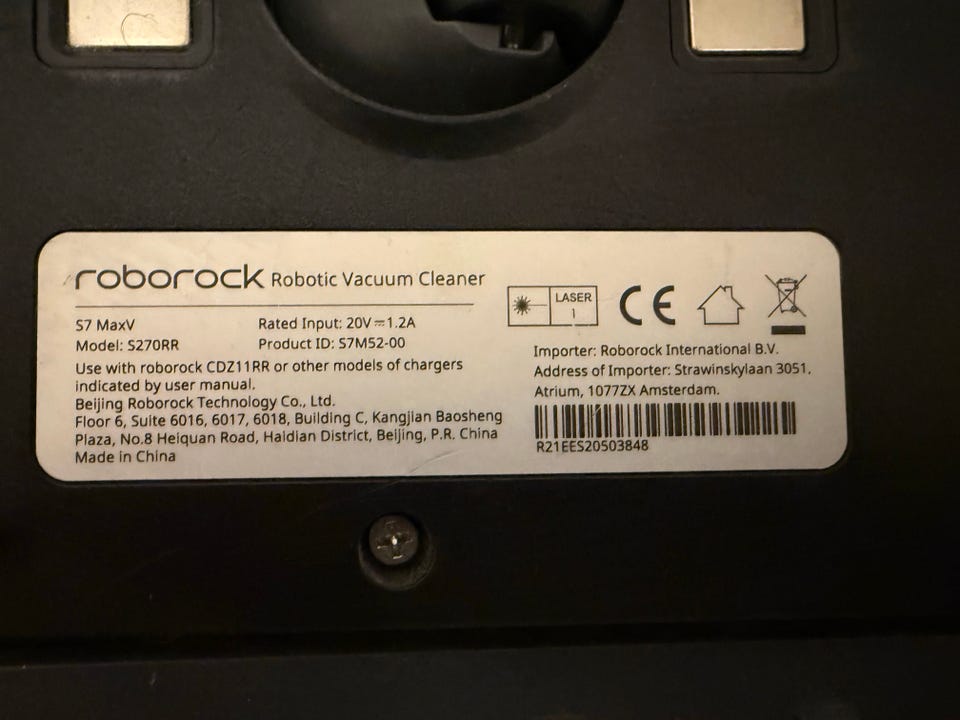 roborock Robotic Vacuum Cleaner
S7 MaxV
Rated Input: 20V⎓1.2A
Model: S270RR
Product ID: S7M52-00
Use with roborock CDZ11RR or other models of chargers
indicated by user manual.
Beijing Roborock Technology Co., Ltd.
Floor 6, Suite 6016, 6017, 6018, Building C, Kangjian Baosheng
Plaza, No.8 Heiquan Road, Haldian District, Beijing, P.R. China
Made in China
LASER
1
CE
Importer: Roborock International B.V.
Address of Importer: Strawinskylaan 3051,
Atrium, 1077ZX Amsterdam.
R21EES20503848